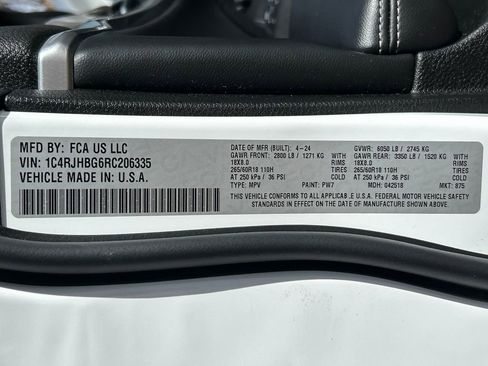 MFD BY: FCA US LLC
VIN: 1C4RJHBG6RC206335
VEHICLE MADE IN: U.S.A.
DATE OF MFR (BUILT): 4-24 GVWR: 6050 LB / 2745 KG
GAWR FRONT: 2800 LB / 1271 KG WITH GAWR REAR: 3350 LB / 1520 KG WITH
18X8.0 RIMS 18X8.0 RIMS
265/60R18 110H TIRES 265/60R18 110H TIRES
AT 250 kPa / 36 PSI COLD AT 250 kPa / 36 PSI COLD
TYPE: MPV PAINT: PW7 MDH: 042518 MKT: 875
THIS VEHICLE CONFORMS TO ALL APPLICAB E U.S.A. FEDERAL MOTOR VEHICLE SAFETY
STANDARDS IN EFFECT ON THE DATE OF MANUFACTURE SHOWN ABOVE.